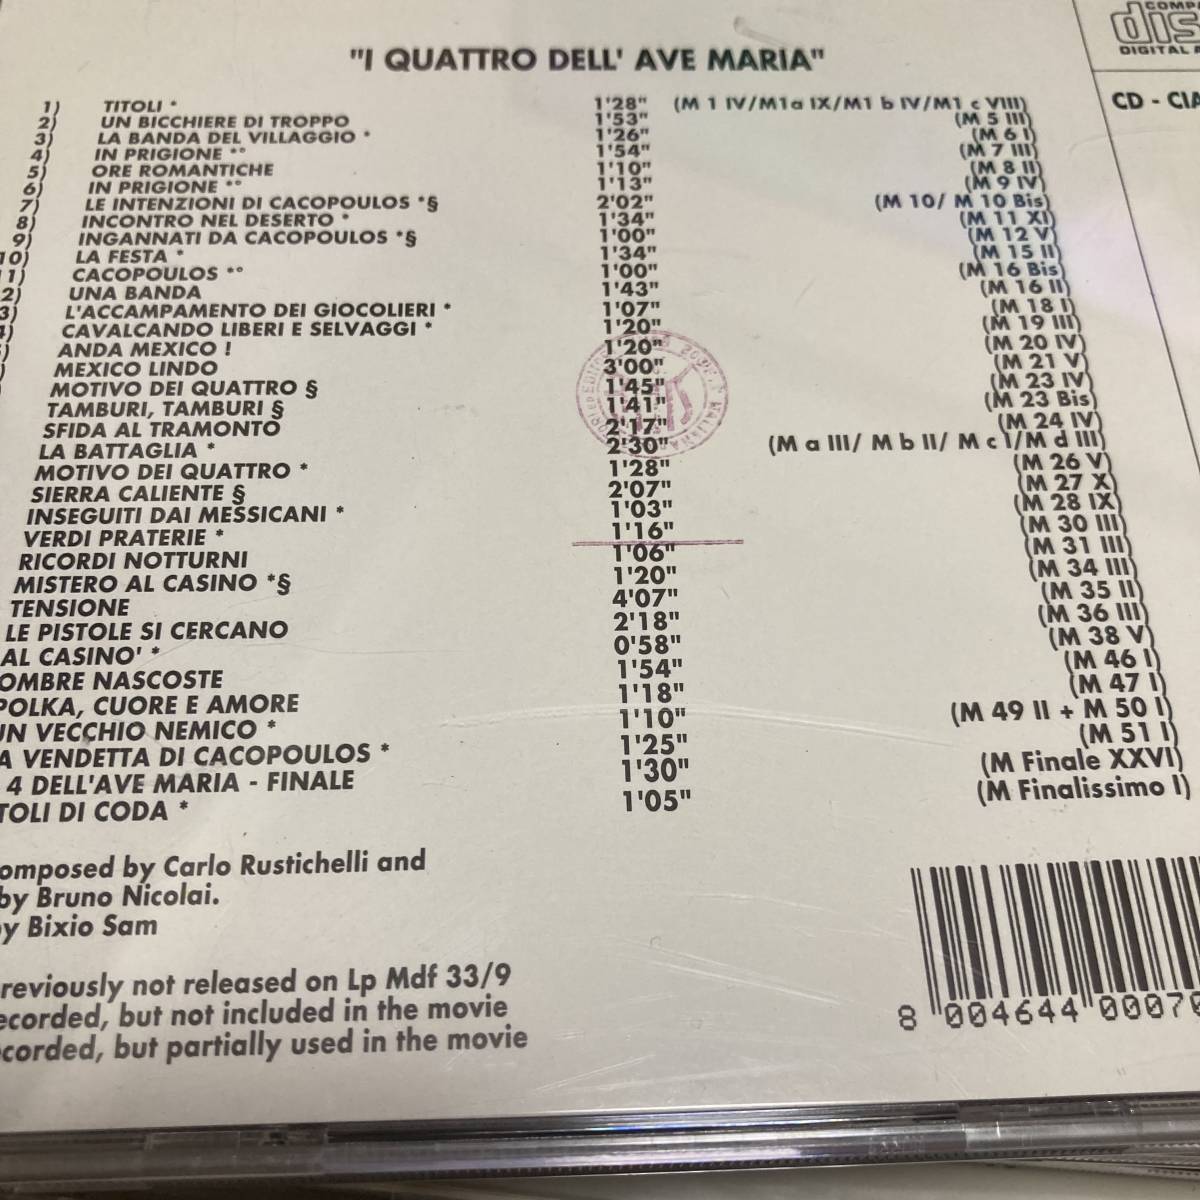 "I QUATTRO DELL' AVE MARIA"
DIGITAL
CD - CIA
1) TITOLI * 1'28" (M 1 IV/M1a IX/M1 b IV/M1 c VIII)
2) UN BICCHIERE DI TROPPO 1'53" (M 5 III)
3) LA BANDA DEL VILLAGGIO * 1'26" (M 6 I)
4) IN PRIGIONE *° 1'54" (M 7 III)
5) ORE ROMANTICHE 1'10" (M 8 II)
6) IN PRIGIONE *° 1'13" (M 9 IV)
7) LE INTENZIONI DI CACOPOULOS *§ 2'02" (M 10/ M 10 Bis)
8) INCONTRO NEL DESERTO * 1'34" (M 11 XI)
9) INGANNATI DA CACOPOULOS *§ 1'00" (M 12 V)
10) LA FESTA * 1'34" (M 15 II)
11) CACOPOULOS *° 1'00" (M 16 Bis)
2) UNA BANDA 1'43" (M 16 II)
3) L'ACCAMPAMENTO DEI GIOCOLIERI * 1'07" (M 18 I)
4) CAVALCANDO LIBERI E SELVAGGI * 1'20" (M 19 III)
ANDA MEXICO ! 1'20" (M 20 IV)
MEXICO LINDO 3'00" (M 21 V)
MOTIVO DEI QUATTRO § 1'45" (M 23 IV)
TAMBURI, TAMBURI § 1'41" (M 23 Bis)
SFIDA AL TRAMONTO 2'17" (M 24 IV)
LA BATTAGLIA * 2'30" (M a III/ M b II/ M c I/M d III)
MOTIVO DEI QUATTRO * 1'28" (M 26 V)
SIERRA CALIENTE § 2'07" (M 27 X)
INSEGUITI DAI MESSICANI * 1'03" (M 28 IX)
VERDI PRATERIE * 1'16" (M 30 III)
RICORDI NOTTURNI 1'06" (M 31 III)
MISTERO AL CASINO *§ 1'20" (M 34 III)
TENSIONE 4'07" (M 35 II)
LE PISTOLE SI CERCANO 2'18" (M 36 III)
AL CASINO' * 0'58" (M 38 V)
OMBRE NASCOSTE 1'54" (M 46 I)
POLKA, CUORE E AMORE 1'18" (M 47 I)
UN VECCHIO NEMICO * 1'10" (M 49 II + M 50 I)
A VENDETTA DI CACOPOULOS * 1'25" (M 51 I)
4 DELL'AVE MARIA - FINALE 1'30" (M Finale XXVI)
TOLI DI CODA * 1'05" (M Finalissimo I)
omposed by Carlo Rustichelli and
by Bruno Nicolai.
y Bixio Sam
reviously not released on Lp Mdf 33/9
ecorded, but not included in the movie
ecorded, but partially used in the movie
8 004644 00070